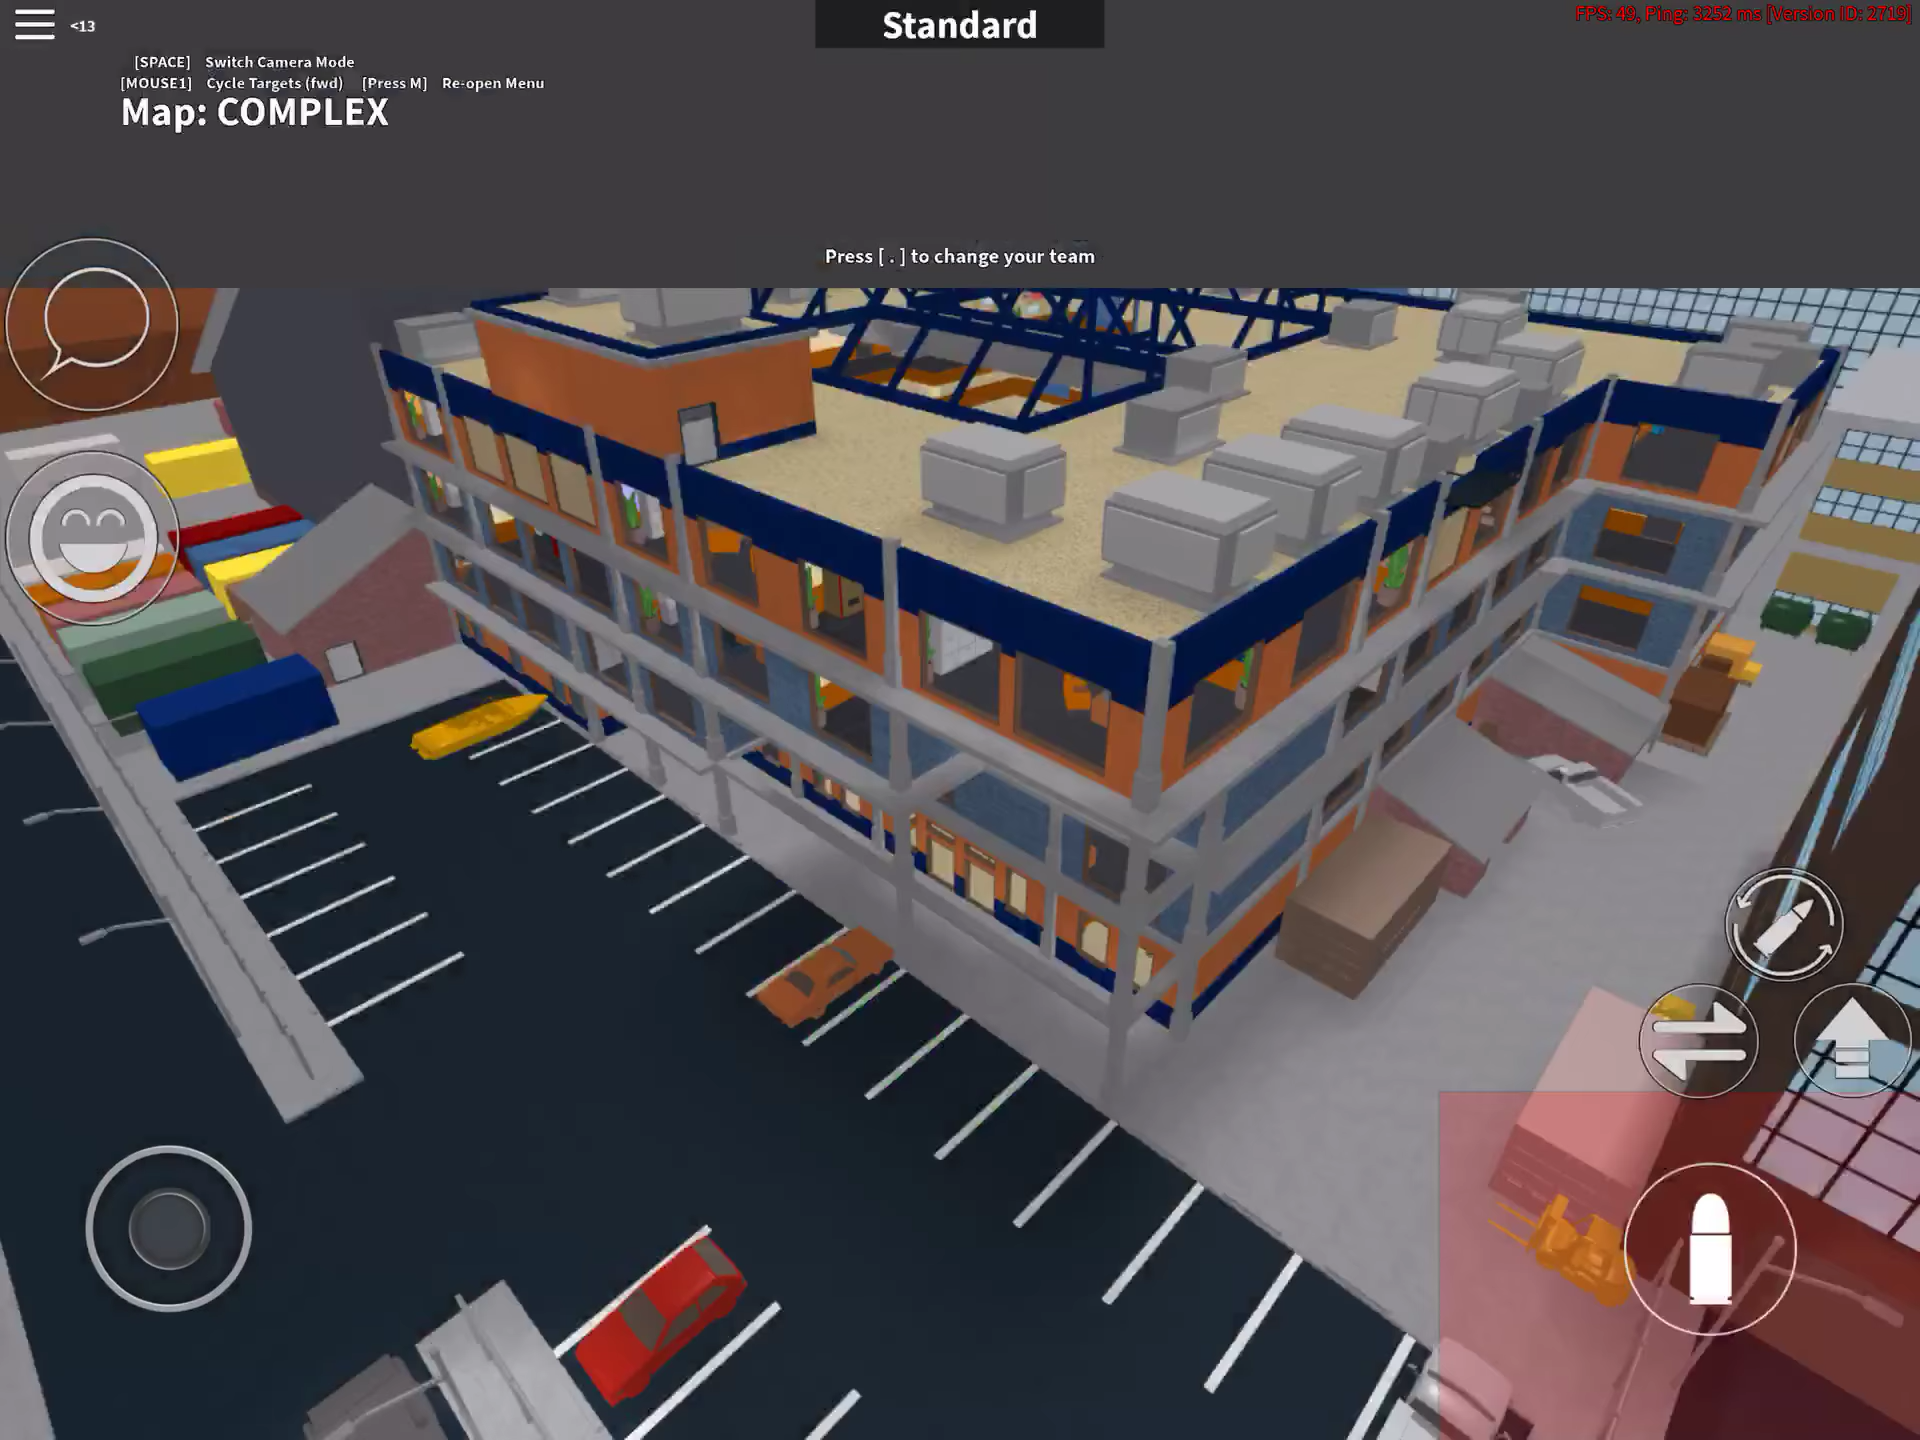 <13
Standard
FPS: 49, Ping: 3252 ms [Version ID: 2719]
[SPACE] Switch Camera Mode
[MOUSE1] Cycle Targets (fwd) [Press M] Re-open Menu
Map: COMPLEX
Press [ . ] to change your team